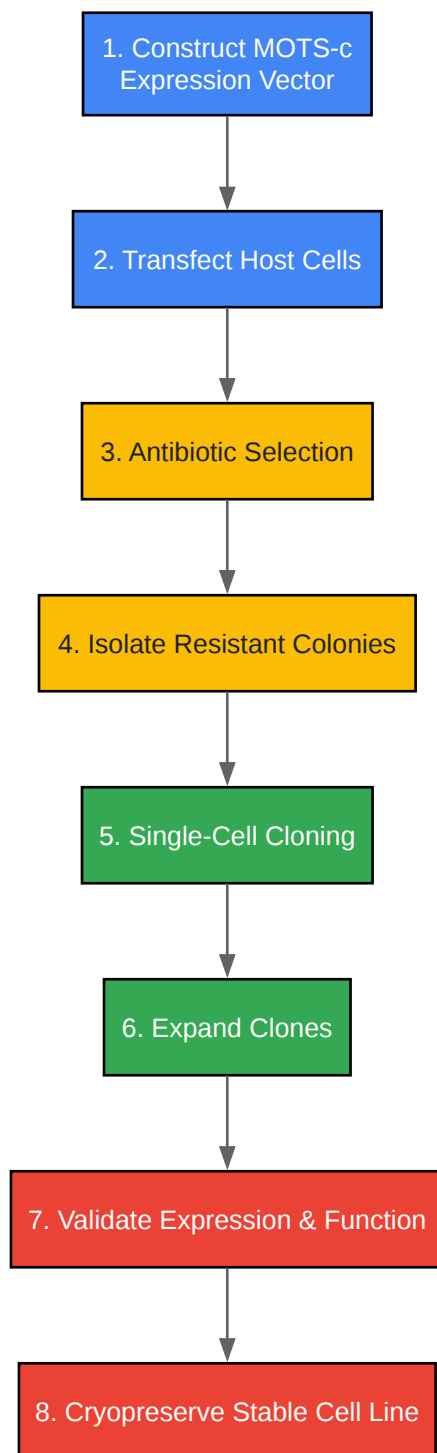 1. Construct MOTS-c
Expression Vector
2. Transfect Host Cells
3. Antibiotic Selection
4. Isolate Resistant Colonies
5. Single-Cell Cloning
6. Expand Clones
7. Validate Expression & Function
8. Cryopreserve Stable Cell Line